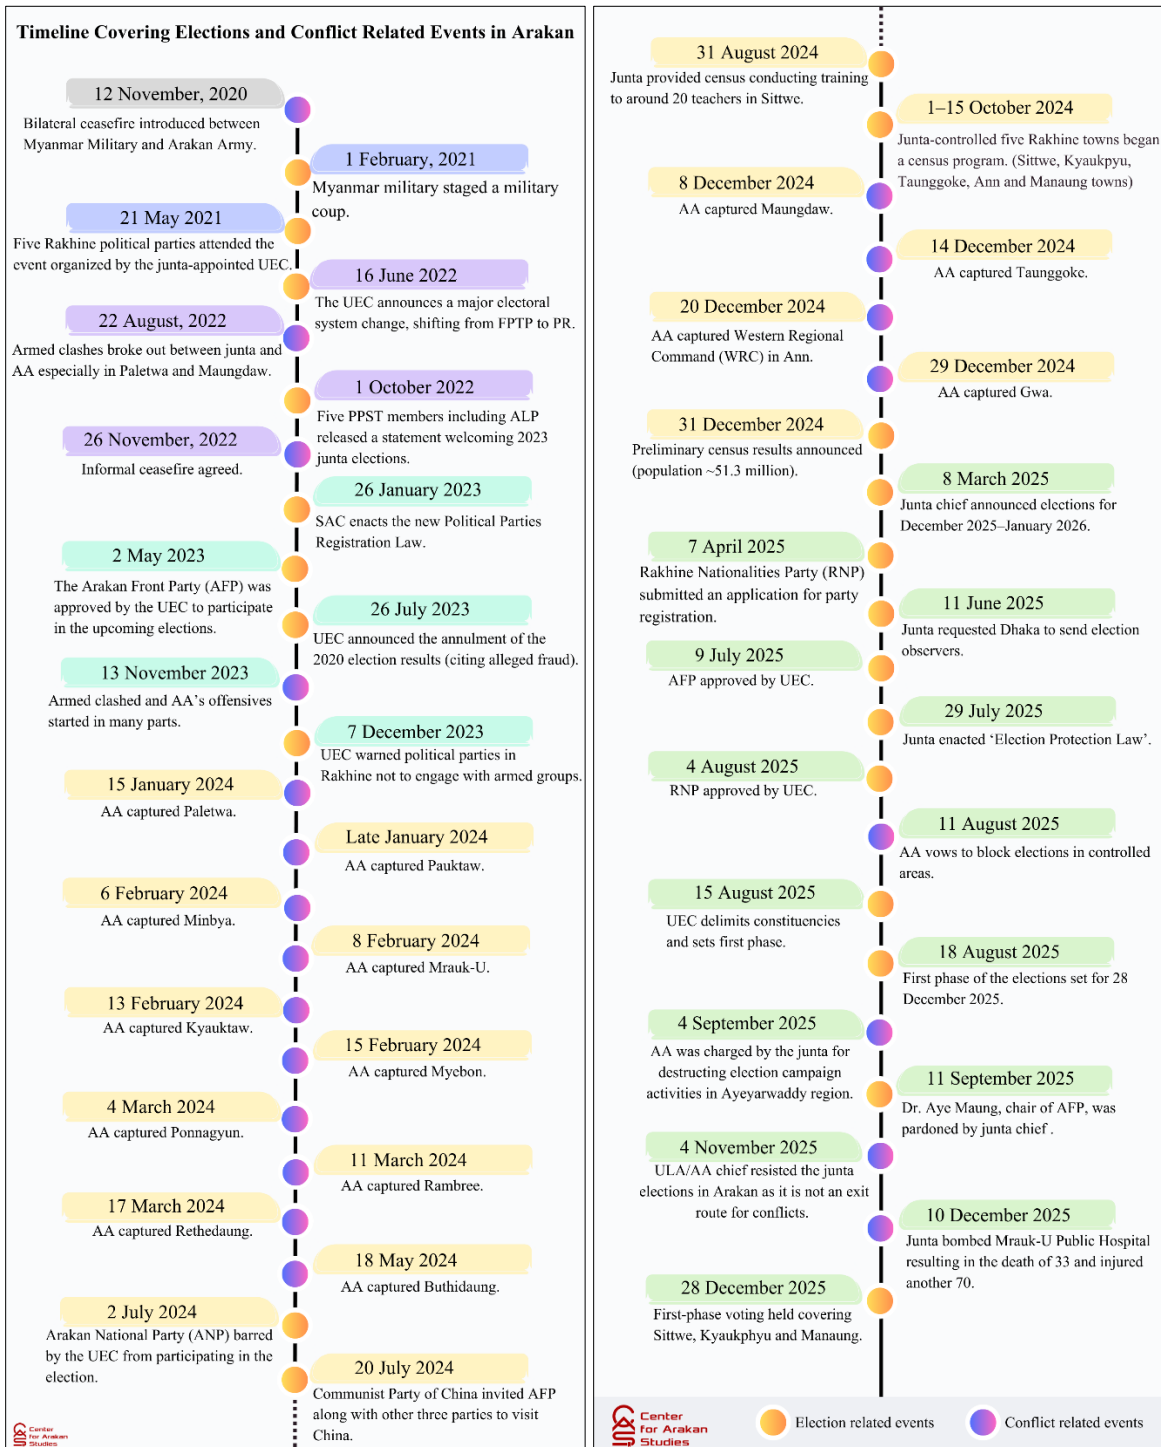 Timeline Covering Elections and Conflict Related Events in Arakan
12 November, 2020
Bilateral ceasefire introduced between
Myanmar Military and Arakan Army.
1 February, 2021
Myanmar military staged a military
coup.
21 May 2021
Five Rakhine political parties attended the
event organized by the junta-appointed UEC.
16 June 2022
The UEC announces a major electoral
system change, shifting from FPTP to PR.
22 August, 2022
Armed clashes broke out between junta and
AA especially in Paletwa and Maungdaw.
1 October 2022
Five PPST members including ALP
released a statement welcoming 2023
junta elections.
26 November, 2022
Informal ceasefire agreed.
26 January 2023
SAC enacts the new Political Parties
Registration Law.
2 May 2023
The Arakan Front Party (AFP) was
approved by the UEC to participate
in the upcoming elections.
26 July 2023
UEC announced the annulment of the
2020 election results (citing alleged fraud).
13 November 2023
Armed clashed and AA's offensives
started in many parts.
7 December 2023
UEC warned political parties in
Rakhine not to engage with armed groups.
15 January 2024
AA captured Paletwa.
Late January 2024
AA captured Pauktaw.
6 February 2024
AA captured Minbya.
8 February 2024
AA captured Mrauk-U.
13 February 2024
AA captured Kyauktaw.
15 February 2024
AA captured Myebon.
4 March 2024
AA captured Ponnagyun.
11 March 2024
AA captured Rambree.
17 March 2024
AA captured Rethedaung.
18 May 2024
AA captured Buthidaung.
2 July 2024
Arakan National Party (ANP) barred
by the UEC from participating in the
election.
20 July 2024
Communist Party of China invited AFP
along with other three parties to visit
China.
Center
for Arakan
Studies
31 August 2024
Junta provided census conducting training
to around 20 teachers in Sittwe.
1–15 October 2024
Junta-controlled five Rakhine towns began
a census program. (Sittwe, Kyaukpyu,
Taunggoke, Ann and Manaung towns)
8 December 2024
AA captured Maungdaw.
14 December 2024
AA captured Taunggoke.
20 December 2024
AA captured Western Regional
Command (WRC) in Ann.
29 December 2024
AA captured Gwa.
31 December 2024
Preliminary census results announced
(population ~51.3 million).
8 March 2025
Junta chief announced elections for
December 2025–January 2026.
7 April 2025
Rakhine Nationalities Party (RNP)
submitted an application for party
registration.
11 June 2025
Junta requested Dhaka to send election
observers.
9 July 2025
AFP approved by UEC.
29 July 2025
Junta enacted ‘Election Protection Law’.
4 August 2025
RNP approved by UEC.
11 August 2025
AA vows to block elections in controlled
areas.
15 August 2025
UEC delimits constituencies
and sets first phase.
18 August 2025
First phase of the elections set for 28
December 2025.
4 September 2025
AA was charged by the junta for
destructing election campaign
activities in Ayeyarwaddy region.
11 September 2025
Dr. Aye Maung, chair of AFP, was
pardoned by junta chief .
4 November 2025
ULA/AA chief resisted the junta
elections in Arakan as it is not an exit
route for conflicts.
10 December 2025
Junta bombed Mrauk-U Public Hospital
resulting in the death of 33 and injured
another 70.
28 December 2025
First-phase voting held covering
Sittwe, Kyaukphyu and Manaung.
Center
for Arakan
Studies
Election related events
Conflict related events